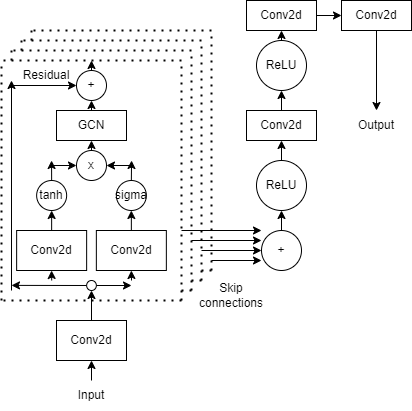 Conv2d
Conv2d
Residual
+
ReLU
GCN
Conv2d
Output
x
tanh
sigma
ReLU
Conv2d
Conv2d
+
Skip
connections
Conv2d
Input